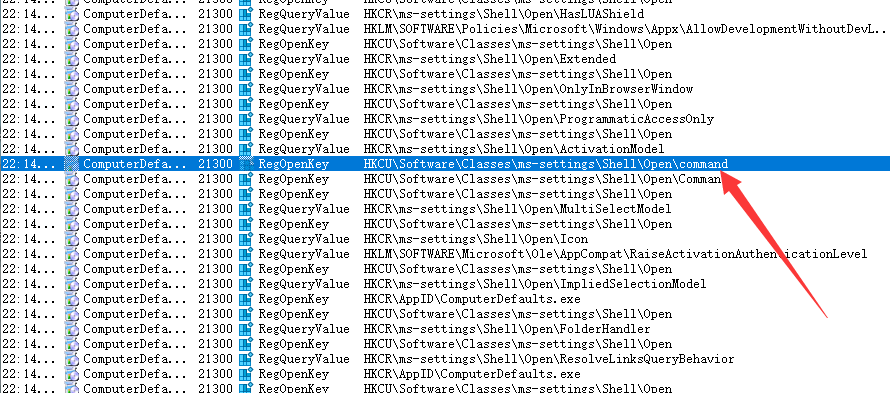 22:14... ComputerDefa... 21300 RegOpenKey HKCU\Software\Classes\ms-settings\Shell\Open
22:14... ComputerDefa... 21300 RegQueryValue HKCR\ms-settings\Shell\Open\HasLUAShield
22:14... ComputerDefa... 21300 RegQueryValue HKLM\SOFTWARE\Policies\Microsoft\Windows\Appx\AllowDevelopmentWithoutDevL...
22:14... ComputerDefa... 21300 RegOpenKey HKCU\Software\Classes\ms-settings\Shell\Open
22:14... ComputerDefa... 21300 RegQueryValue HKCR\ms-settings\Shell\Open\Extended
22:14... ComputerDefa... 21300 RegOpenKey HKCU\Software\Classes\ms-settings\Shell\Open
22:14... ComputerDefa... 21300 RegQueryValue HKCR\ms-settings\Shell\Open\OnlyInBrowserWindow
22:14... ComputerDefa... 21300 RegOpenKey HKCU\Software\Classes\ms-settings\Shell\Open
22:14... ComputerDefa... 21300 RegQueryValue HKCR\ms-settings\Shell\Open\ProgrammaticAccessOnly
22:14... ComputerDefa... 21300 RegOpenKey HKCU\Software\Classes\ms-settings\Shell\Open
22:14... ComputerDefa... 21300 RegQueryValue HKCR\ms-settings\Shell\Open\ActivationModel
22:14... ComputerDefa... 21300 RegOpenKey HKCU\Software\Classes\ms-settings\Shell\Open\command
22:14... ComputerDefa... 21300 RegOpenKey HKCU\Software\Classes\ms-settings\Shell\Open\Comman
22:14... ComputerDefa... 21300 RegOpenKey HKCU\Software\Classes\ms-settings\Shell\Open
22:14... ComputerDefa... 21300 RegQueryValue HKCR\ms-settings\Shell\Open\MultiSelectModel
22:14... ComputerDefa... 21300 RegOpenKey HKCU\Software\Classes\ms-settings\Shell\Open
22:14... ComputerDefa... 21300 RegQueryValue HKCR\ms-settings\Shell\Open\Icon
22:14... ComputerDefa... 21300 RegQueryValue HKLM\SOFTWARE\Microsoft\Ole\AppCompat\RaiseActivationAuthenticationLevel
22:14... ComputerDefa... 21300 RegOpenKey HKCU\Software\Classes\ms-settings\Shell\Open
22:14... ComputerDefa... 21300 RegQueryValue HKCR\ms-settings\Shell\Open\ImpliedSelectionModel
22:14... ComputerDefa... 21300 RegOpenKey HKCR\AppID\ComputerDefaults.exe
22:14... ComputerDefa... 21300 RegOpenKey HKCU\Software\Classes\ms-settings\Shell\Open
22:14... ComputerDefa... 21300 RegQueryValue HKCR\ms-settings\Shell\Open\FolderHandler
22:14... ComputerDefa... 21300 RegOpenKey HKCU\Software\Classes\ms-settings\Shell\Open
22:14... ComputerDefa... 21300 RegQueryValue HKCR\ms-settings\Shell\Open\ResolveLinksQueryBehavior
22:14... ComputerDefa... 21300 RegOpenKey HKCR\AppID\ComputerDefaults.exe
22:14... ComputerDefa... 21300 RegOpenKey HKCU\Software\Classes\ms-settings\Shell\Open